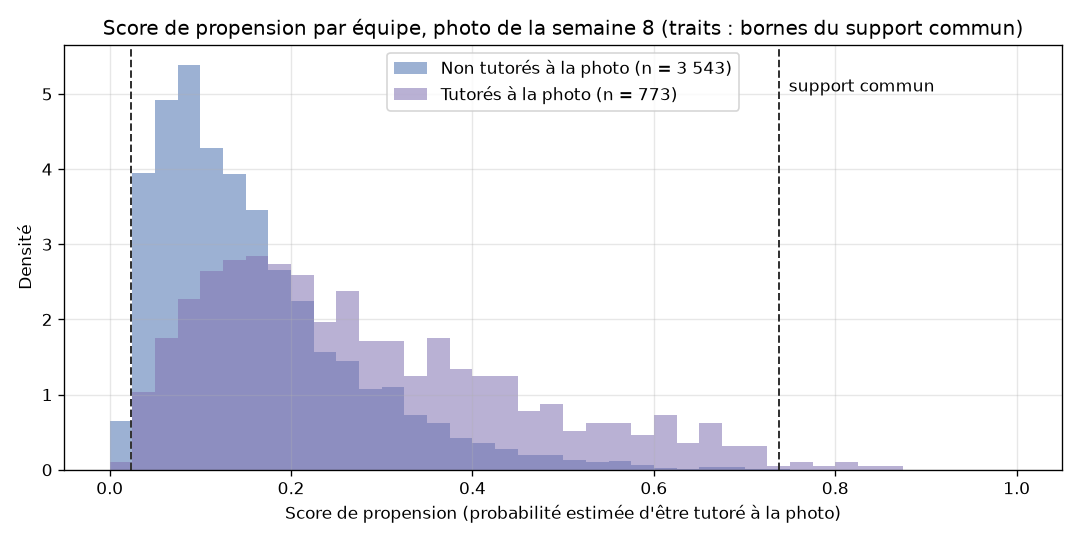 Score de propension par équipe, photo de la semaine 8 (traits : bornes du support commun)
Non tutorés à la photo (n = 3 543)
Tutorés à la photo (n = 773)
support commun
Densité
5
4
3
2
1
0
0.0 0.2 0.4 0.6 0.8 1.0
Score de propension (probabilité estimée d'être tutoré à la photo)